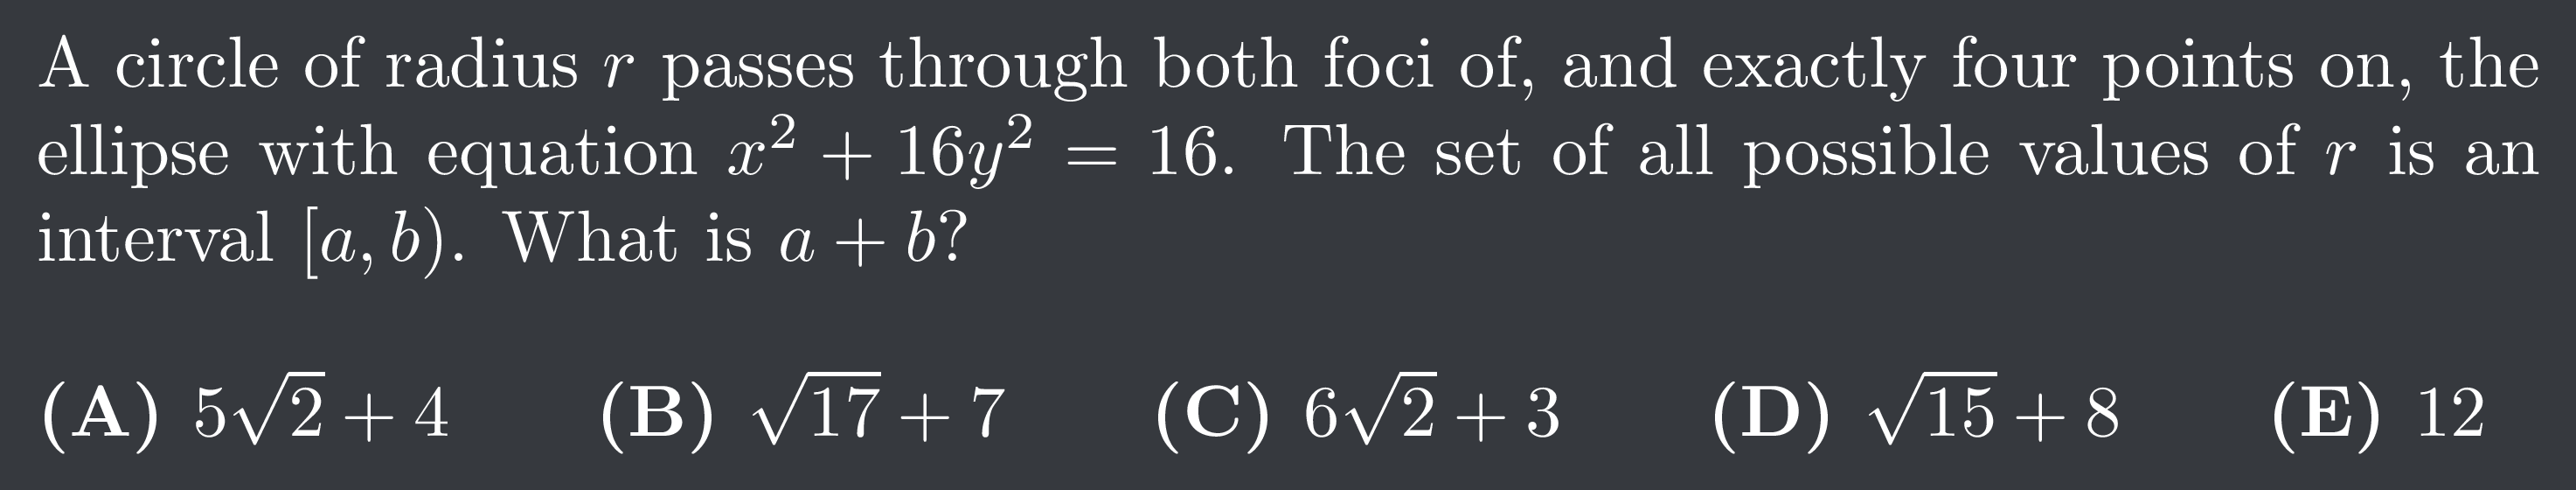 A circle of radius r passes through both foci of, and exactly four points on, the
ellipse with equation x² + 16y² = 16. The set of all possible values of r is an
interval [a, b). What is a + b?
(A) 5√2 + 4 (B) √17 + 7 (C) 6√2 + 3 (D) √15 + 8 (E) 12